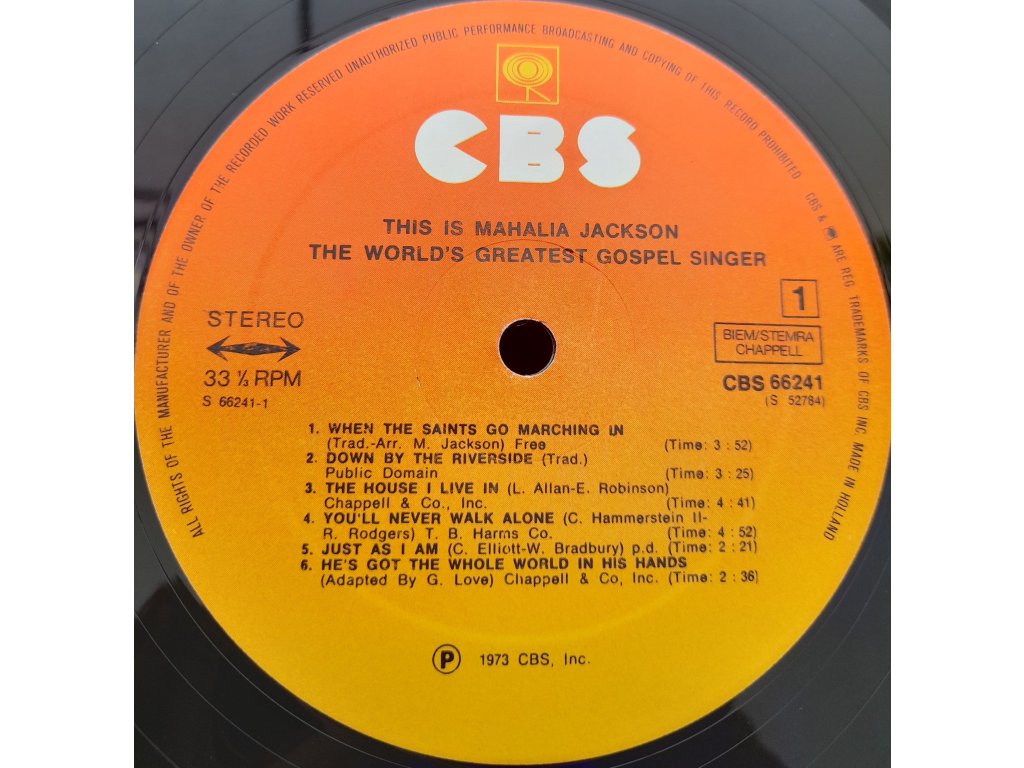 ALL RIGHTS OF THE MANUFACTURER AND OF THE OWNER OF THE RECORDED WORK RESERVED UNAUTHORIZED PUBLIC PERFORMANCE BROADCASTING AND COPYING OF THIS RECORD PROHIBITED
CBS & ARE REG. TRADEMARKS OF CBS INC. MADE IN HOLLAND
CBS
THIS IS MAHALIA JACKSON
THE WORLD'S GREATEST GOSPEL SINGER
1
STEREO
BIEM/STEMRA
CHAPPELL
33 ⅓ RPM
CBS 66241
S 66241-1
(S 52784)
1. WHEN THE SAINTS GO MARCHING IN
(Trad.-Arr. M. Jackson) Free (Time: 3 : 52)
2. DOWN BY THE RIVERSIDE (Trad.)
Public Domain (Time: 3 : 25)
3. THE HOUSE I LIVE IN (L. Allan-E. Robinson)
Chappell & Co., Inc. (Time: 4 : 41)
4. YOU'LL NEVER WALK ALONE (C. Hammerstein II-
R. Rodgers) T. B. Harms Co. (Time: 4 : 52)
5. JUST AS I AM (C. Elliott-W. Bradbury) p.d. (Time: 2 : 21)
6. HE'S GOT THE WHOLE WORLD IN HIS HANDS
(Adapted By G. Love) Chappell & Co, Inc. (Time: 2 : 36)
Ⓟ 1973 CBS, Inc.